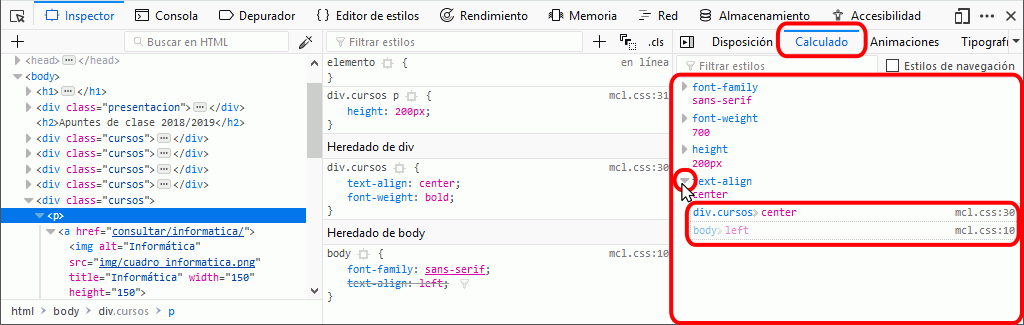 Inspector Consola Depurador Editor de estilos Rendimiento Memoria Red Almacenamiento Accesibilidad
Buscar en HTML
<head> </head>
<body>
<h1> </h1>
<div class="presentacion"> </div>
<h2>Apuntes de clase 2018/2019</h2>
<div class="cursos"> </div>
<div class="cursos"> </div>
<div class="cursos"> </div>
<div class="cursos"> </div>
<div class="cursos">
<p>
<a href="consultar/informatica/">
<img alt="Informática"
src="img/cuadro_informatica.png"
title="Informática" width="150"
height="150">
html body div.cursos p
Filtrar estilos .cls
elemento { en línea
}
div.cursos p { mcl.css:31
height: 200px;
}
Heredado de div
div.cursos { mcl.css:30
text-align: center;
font-weight: bold;
}
Heredado de body
body { mcl.css:10
font-family: sans-serif;
text-align: left;
}
Disposición Calculado Animaciones Tipografí
Filtrar estilos Estilos de navegación
font-family
sans-serif
font-weight
700
height
200px
text-align
center
div.cursos center mcl.css:30
body left mcl.css:10